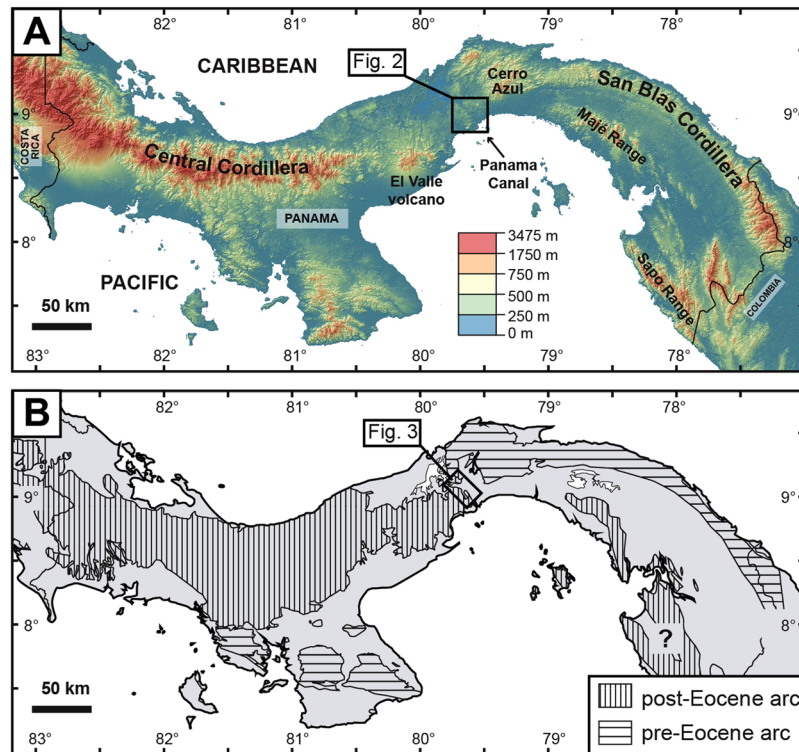 A
82
81
80
79
78
CARIBBEAN
Fig. 2
Cerro
Azul
San Blas Cordillera
9°
9°
COSTA
RICA
Central Cordillera
Majé Range
Panama
Canal
El Valle
volcano
PANAMA
8°
8°
3475 m
1750 m
750 m
500 m
250 m
0 m
PACIFIC
Sapo Range
COLOMBIA
50 km
83°
82°
81°
80°
79°
78°
B
82
81
80
79
78
Fig. 3
9°
9°
8°
8°
?
50 km
post-Eocene arc
pre-Eocene arc
83°
82°
81°
80°
79°